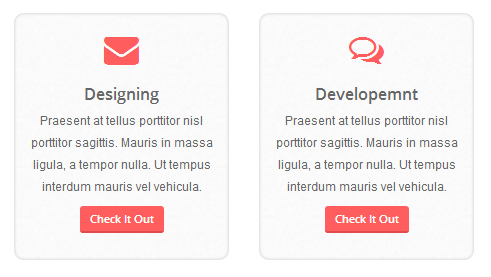 Designing
Praesent at tellus porttitor nisl
porttitor sagittis. Mauris in massa
ligula, a tempor nulla. Ut tempus
interdum mauris vel vehicula.
Check It Out
Developemnt
Praesent at tellus porttitor nisl
porttitor sagittis. Mauris in massa
ligula, a tempor nulla. Ut tempus
interdum mauris vel vehicula.
Check It Out